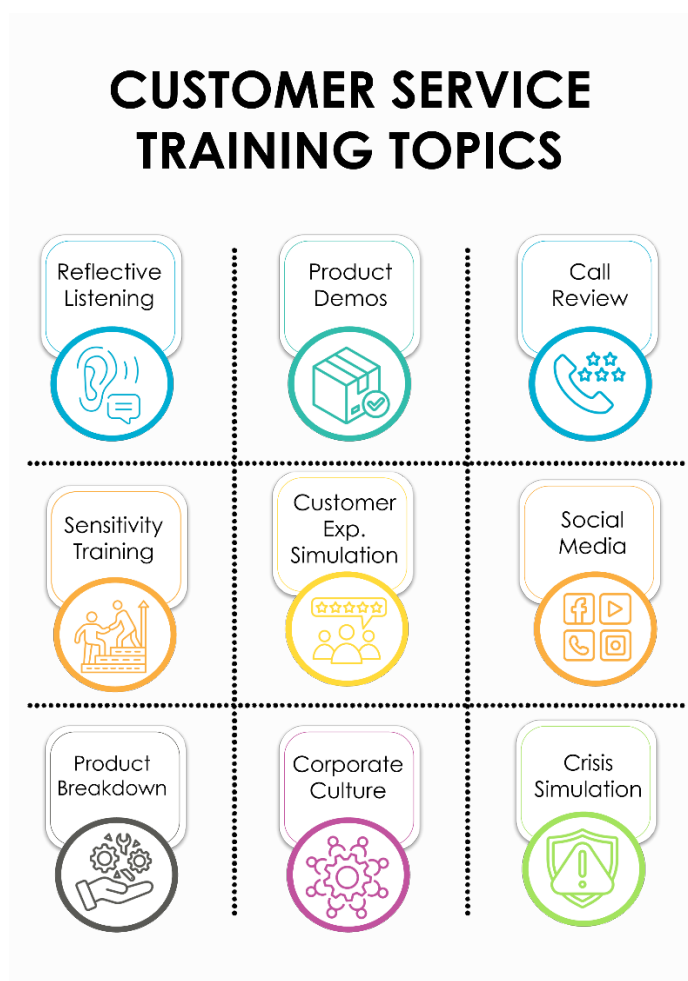 CUSTOMER SERVICE
TRAINING TOPICS
Reflective
Listening
Product
Demos
Call
Review
Sensitivity
Training
Customer
Exp.
Simulation
Social
Media
Product
Breakdown
Corporate
Culture
Crisis
Simulation